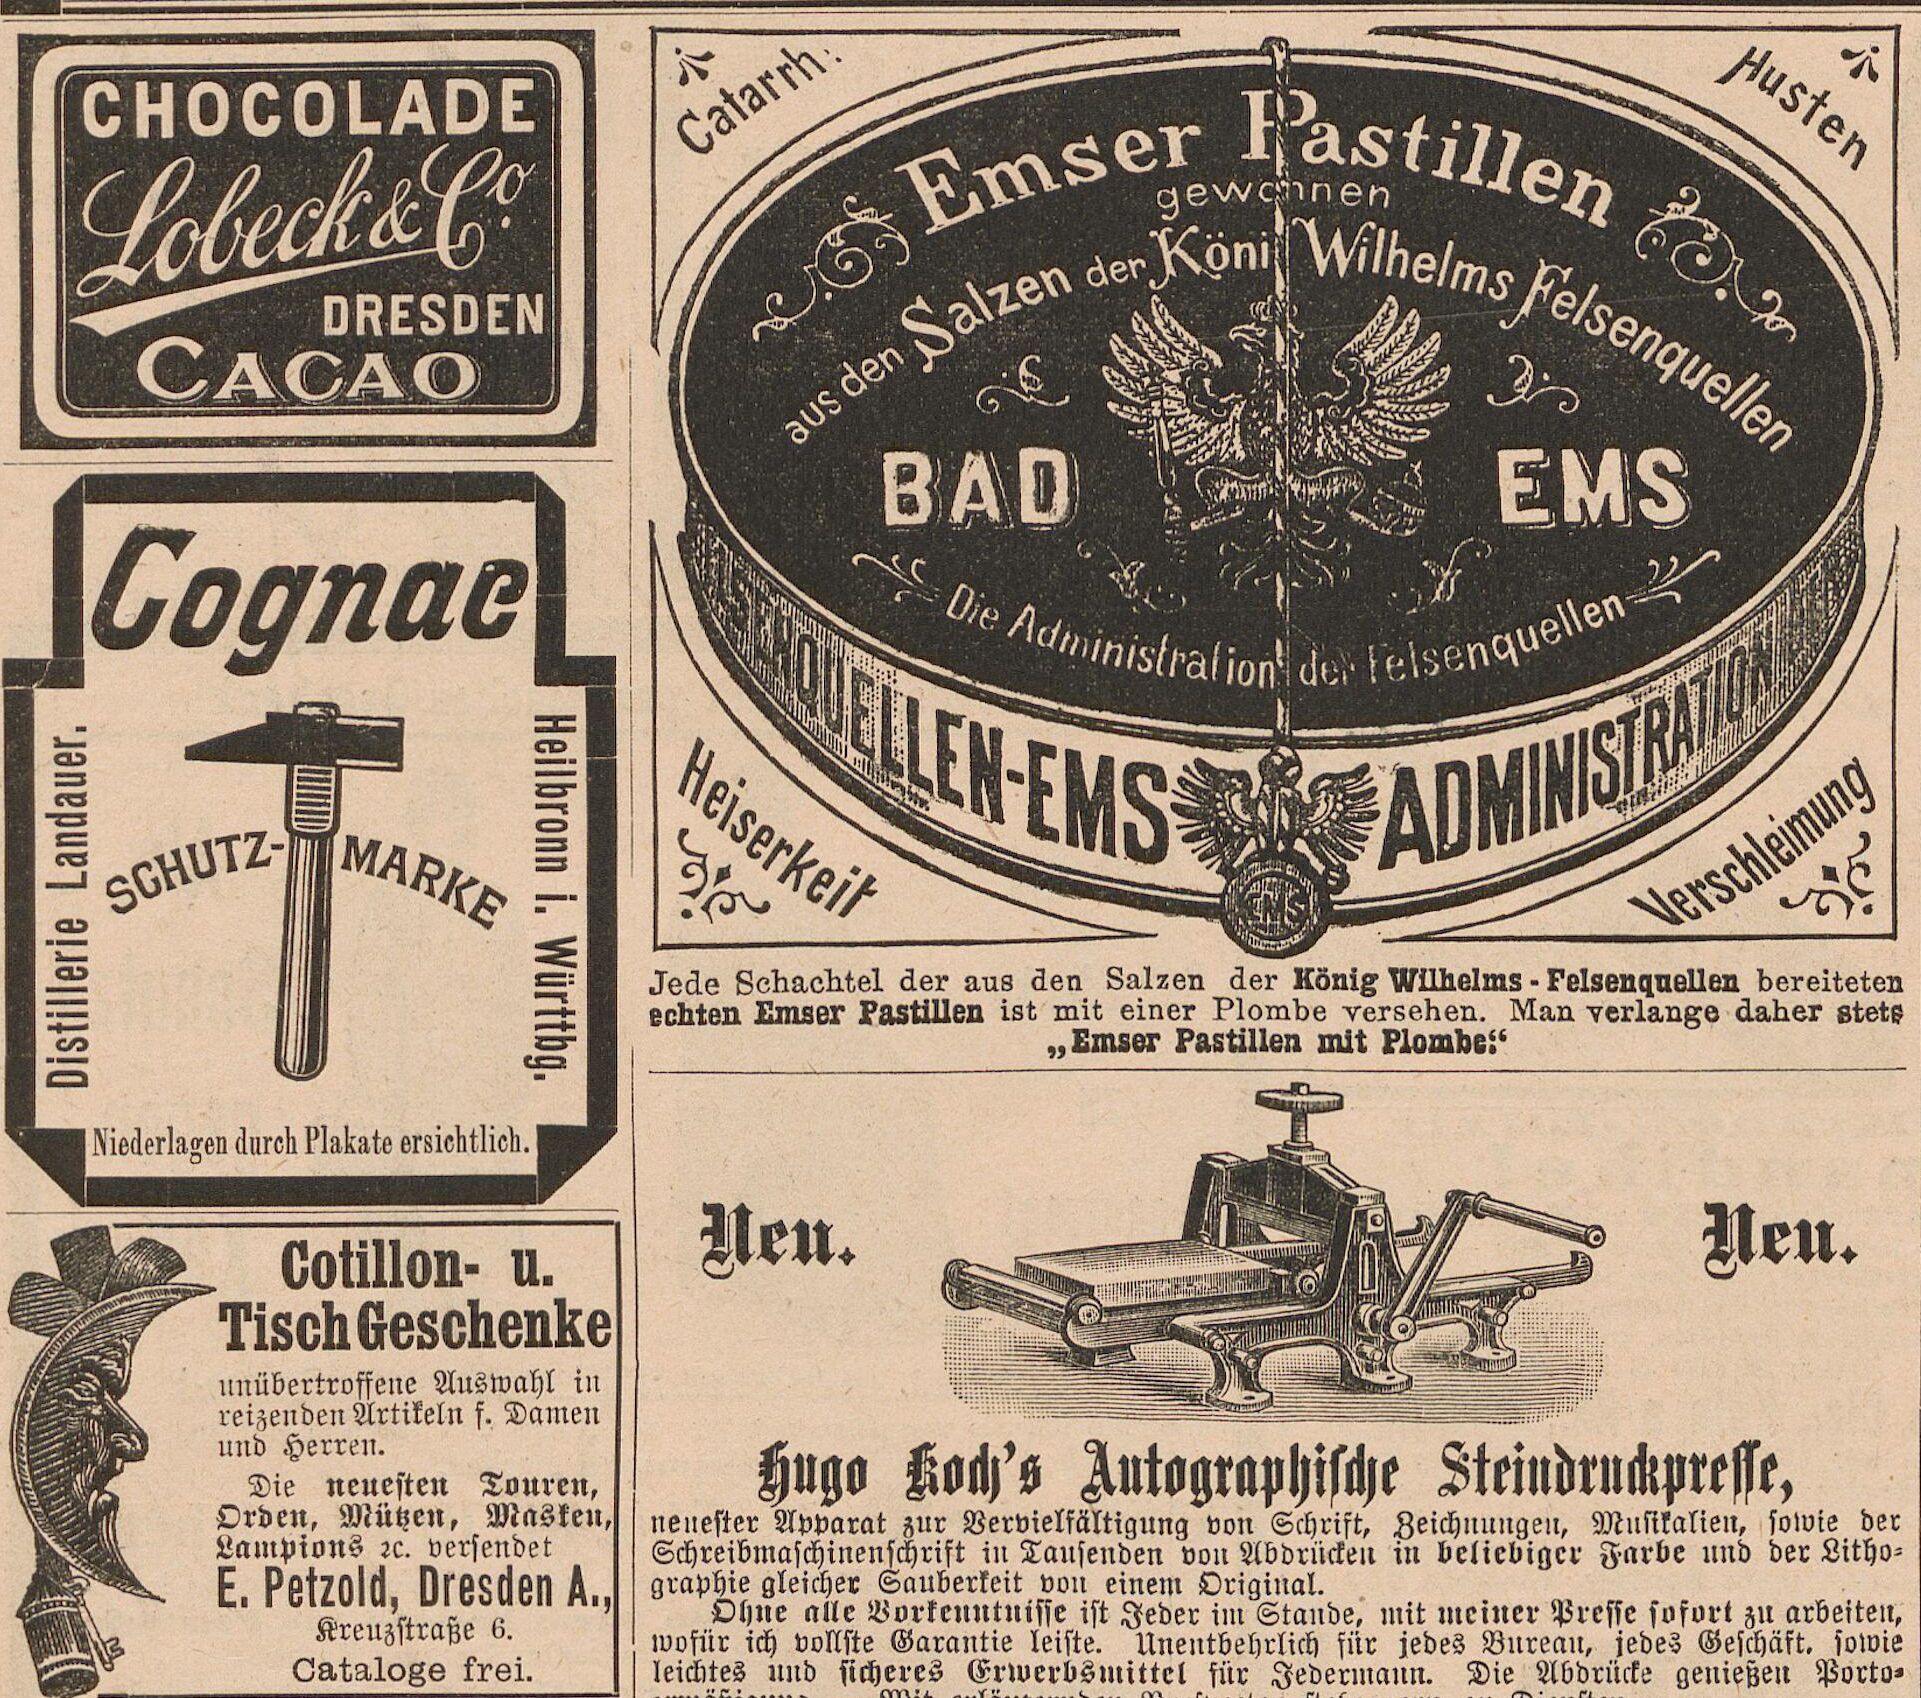 CHOCOLADE
Lobeck & Co.
DRESDEN
CACAO
Cognac
Distillerie Landauer.
SCHUTZ-MARKE
Heilbronn i. Württbg.
Niederlagen durch Plakate ersichtlich.
Cotillon- u.
Tisch Geschenke
unübertroffene Auswahl in
reizenden Artikeln f. Damen
und Herren.
Die neuesten Touren,
Orden, Mützen, Masken,
Lampions ꝛc. versendet
E. Petzold, Dresden A.,
Kreuzstraße 6.
Cataloge frei.
Catarrh.
Husten
Emser Pastillen
gewonnen
aus den Salzen der Köni Wilhelms Felsenquellen
BAD EMS
Die Administration der Felsenquellen
QUELLEN-EMS ADMINISTRATION
EMS
Heiserkeit
Verschleimung
Jede Schachtel der aus den Salzen der König Wilhelms-Felsenquellen bereiteten
echten Emser Pastillen ist mit einer Plombe versehen. Man verlange daher stets
„Emser Pastillen mit Plombe.“
Neu. Neu.
Hugo Koch's Autographische Steindruckpresse,
neuester Apparat zur Vervielfältigung von Schrift, Zeichnungen, Musikalien, sowie der
Schreibmaschinenschrift in Tausenden von Abdrücken in beliebiger Farbe und der Litho-
graphie gleicher Sauberkeit von einem Original.
Ohne alle Vorkenntnisse ist Jeder im Stande, mit meiner Presse sofort zu arbeiten,
wofür ich vollste Garantie leiste. Unentbehrlich für jedes Bureau, jedes Geschäft, sowie
leichtes und sicheres Erwerbsmittel für Jedermann. Die Abdrücke genießen Porto-